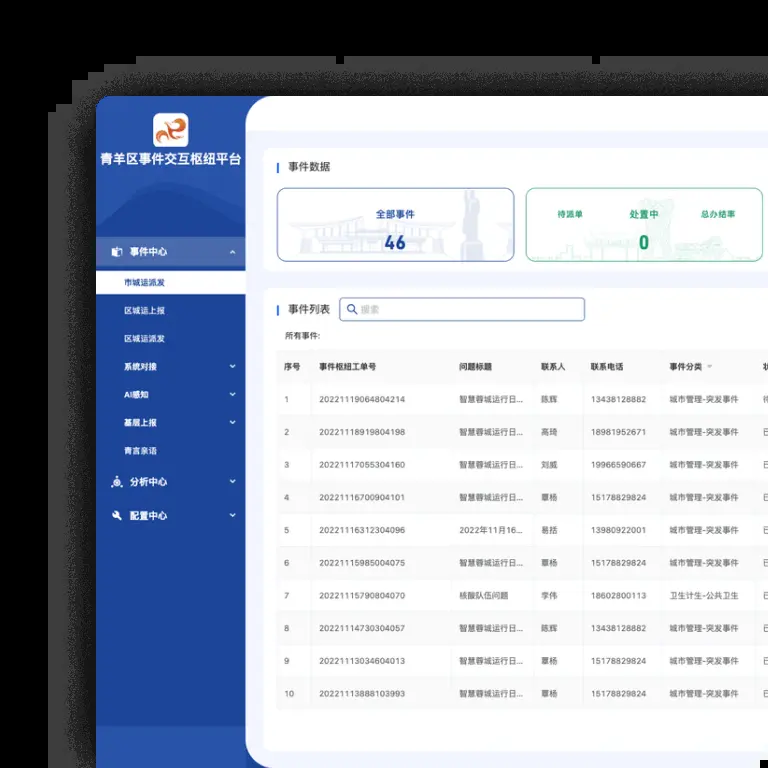 青羊区事件交互枢纽平台
事件中心
市城运派发
区城运上报
区城运派发
系统对接
AI感知
基层上报
青言亲语
分析中心
配置中心
事件数据
全部事件
46
待派单 处置中 总办结率
0
事件列表 搜索
所有事件:
序号 事件枢纽工单号 问题标题 联系人 联系电话 事件分类
1 20221119064804214 智慧蓉城运行日... 陈辉 13438128882 城市管理-突发事件
2 20221118919804198 智慧蓉城运行日... 高琦 18981952671 城市管理-突发事件
3 20221117055304160 智慧蓉城运行日... 刘威 19966590667 城市管理-突发事件
4 20221116700904101 智慧蓉城运行日... 覃杨 15178829824 城市管理-突发事件
5 20221116312304096 2022年11月16... 易括 13980922001 城市管理-突发事件
6 20221115985004075 智慧蓉城运行日... 覃杨 15178829824 城市管理-突发事件
7 20221115790804070 核酸队伍问题 李伟 18602800113 卫生计生-公共卫生
8 20221114730304057 智慧蓉城运行日... 陈辉 13438128882 城市管理-突发事件
9 20221113034604013 智慧蓉城运行日... 覃杨 15178829824 城市管理-突发事件
10 20221113888103993 智慧蓉城运行日... 覃杨 15178829824 城市管理-突发事件